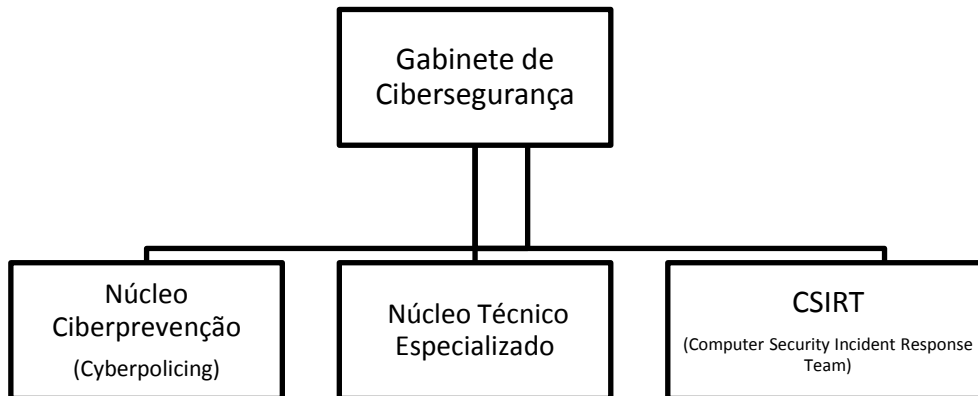 Gabinete de
Cibersegurança
Núcleo
Ciberprevenção
(Cyberpolicing)
Núcleo Técnico
Especializado
CSIRT
(Computer Security Incident Response
Team)